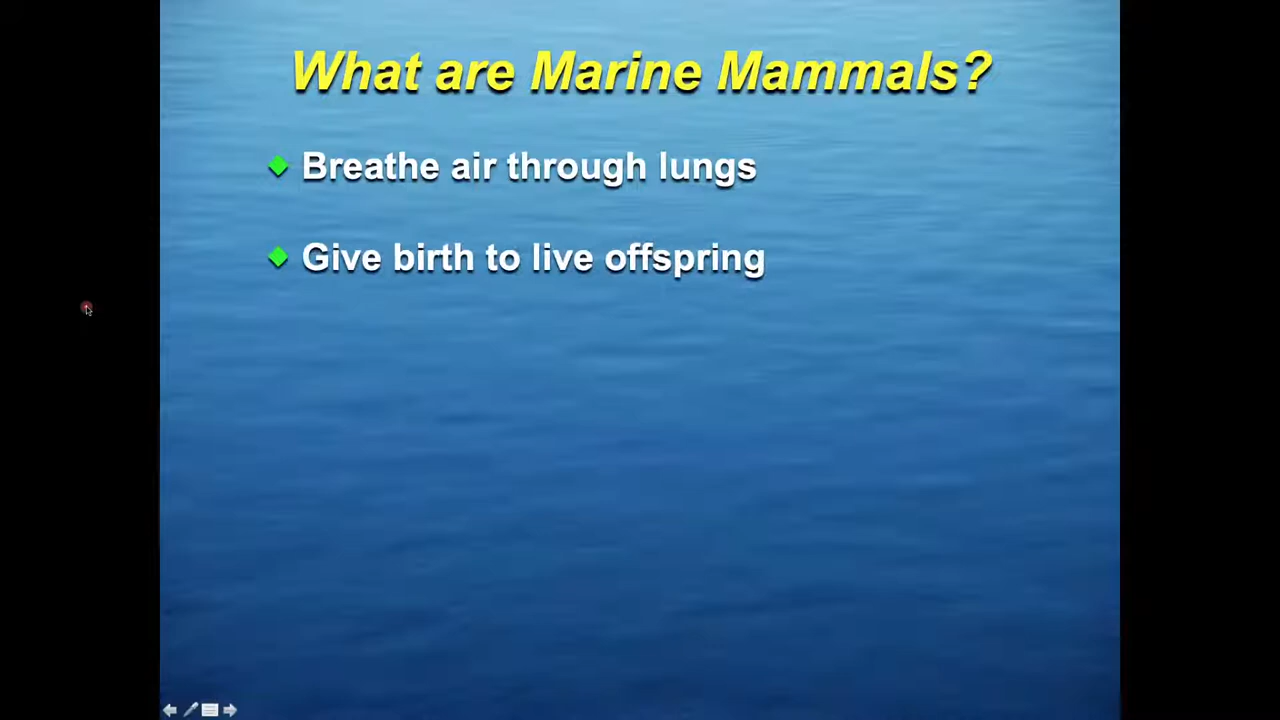 What are Marine Mammals?
Breathe air through lungs
Give birth to live offspring